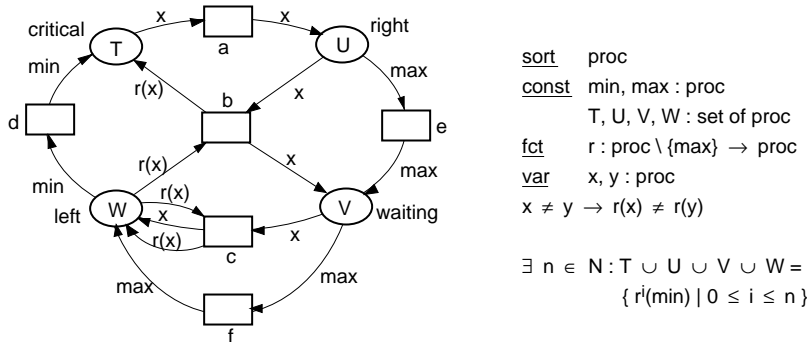 critical
T
x
a
x
U
right
min
r(x)
b
x
max
d
e
min
r(x)
x
max
left
W
r(x)
x
r(x)
c
x
V
waiting
max
f
max
sort proc
const min, max : proc
T, U, V, W : set of proc
fct r : proc \ {max} → proc
var x, y : proc
x ≠ y → r(x) ≠ r(y)
∃ n ∈ N : T ∪ U ∪ V ∪ W =
{ rⁱ(min) | 0 ≤ i ≤ n }